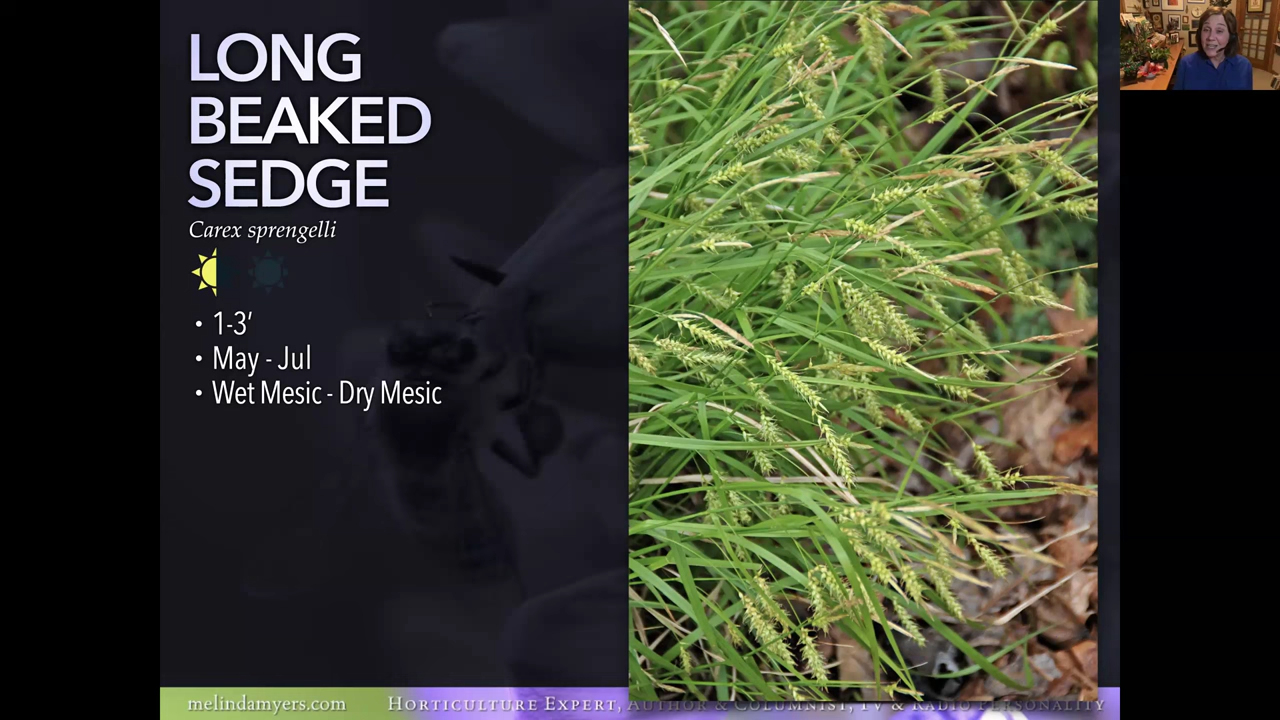 LONG
BEAKED
SEDGE
Carex sprengelli
• 1-3'
• May - Jul
• Wet Mesic - Dry Mesic
melindamyers.com HORTICULTURE EXPERT, AUTHOR & COLUMNIST, TV & RADIO PERSONALITY